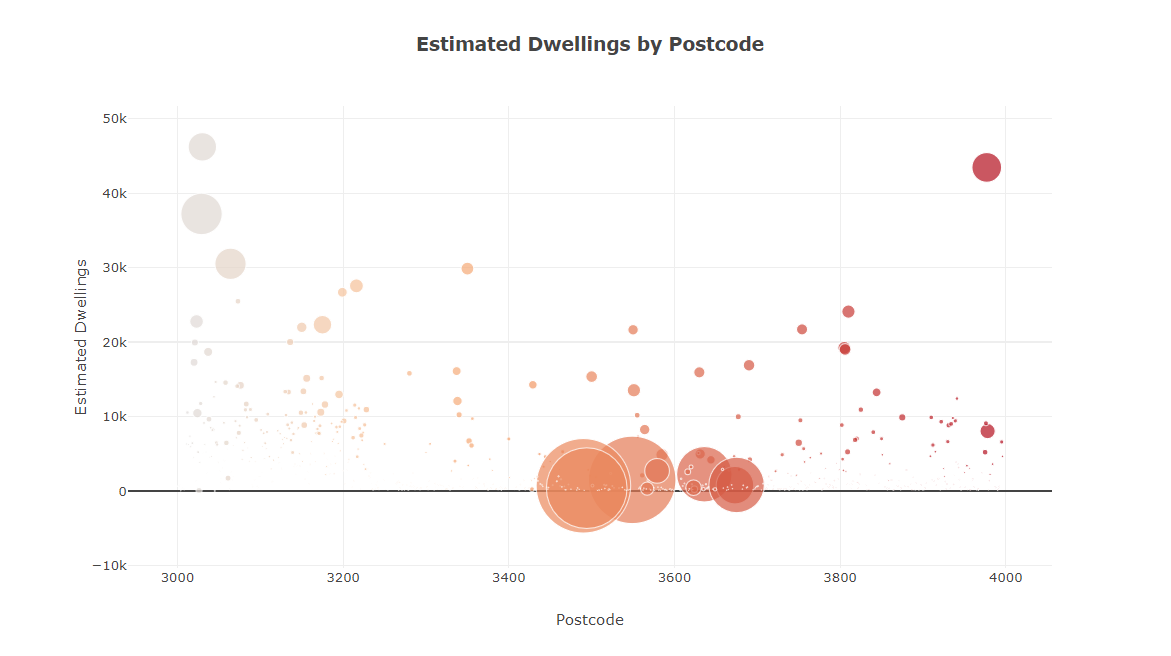 Estimated Dwellings by Postcode
50k
40k
30k
20k
10k
0
−10k
Estimated Dwellings
3000
3200
3400
3600
3800
4000
Postcode